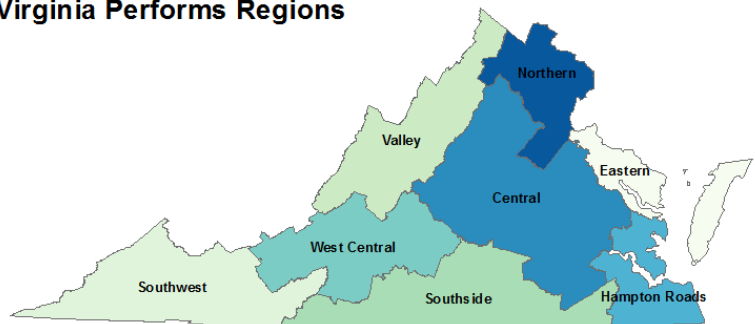 Virginia Performs Regions
Northern
Valley
Eastern
Central
West Central
Southwest
Southside
Hampton Roads